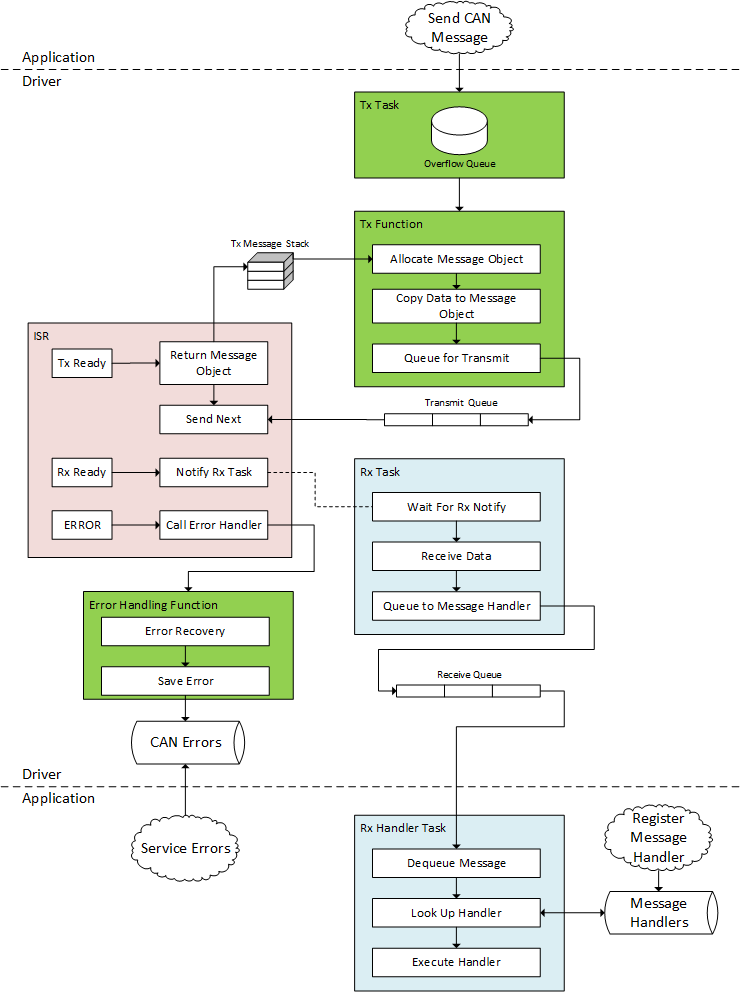 Send CAN
Message
Application
Driver
Tx Task
Overflow Queue
Tx Function
Tx Message Stack
Allocate Message Object
Copy Data to Message
Object
ISR
Tx Ready
Return Message
Object
Queue for Transmit
Transmit Queue
Send Next
Rx Task
Rx Ready
Notify Rx Task
Wait For Rx Notify
ERROR
Call Error Handler
Receive Data
Error Handling Function
Queue to Message Handler
Error Recovery
Save Error
Receive Queue
CAN Errors
Driver
Application
Service Errors
Rx Handler Task
Register
Message
Handler
Dequeue Message
Look Up Handler
Message
Handlers
Execute Handler